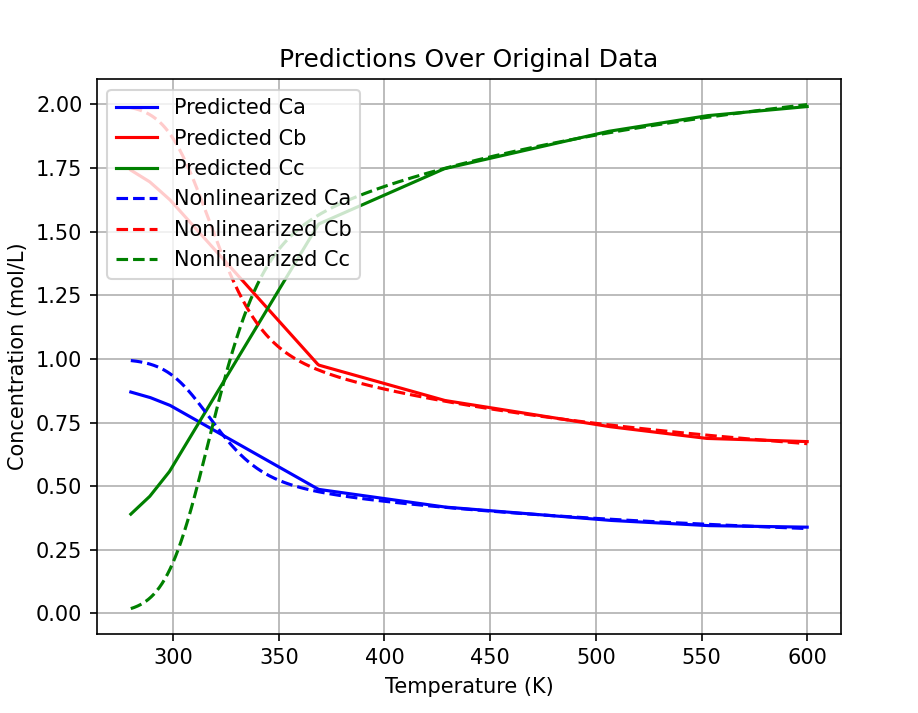 Predictions Over Original Data
Concentration (mol/L)
2.00
1.75
1.50
1.25
1.00
0.75
0.50
0.25
0.00
Predicted Ca
Predicted Cb
Predicted Cc
Nonlinearized Ca
Nonlinearized Cb
Nonlinearized Cc
300 350 400 450 500 550 600
Temperature (K)